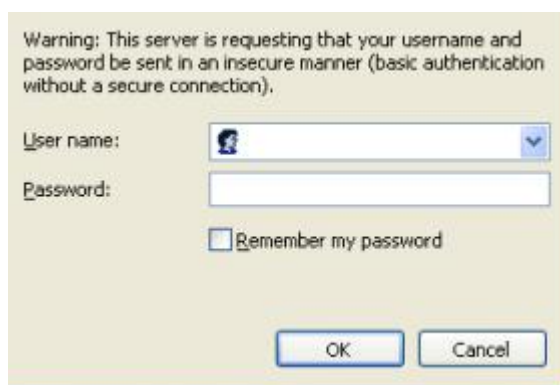 Warning: This server is requesting that your username and
password be sent in an insecure manner (basic authentication
without a secure connection).
User name:
Password:
Remember my password
OK
Cancel